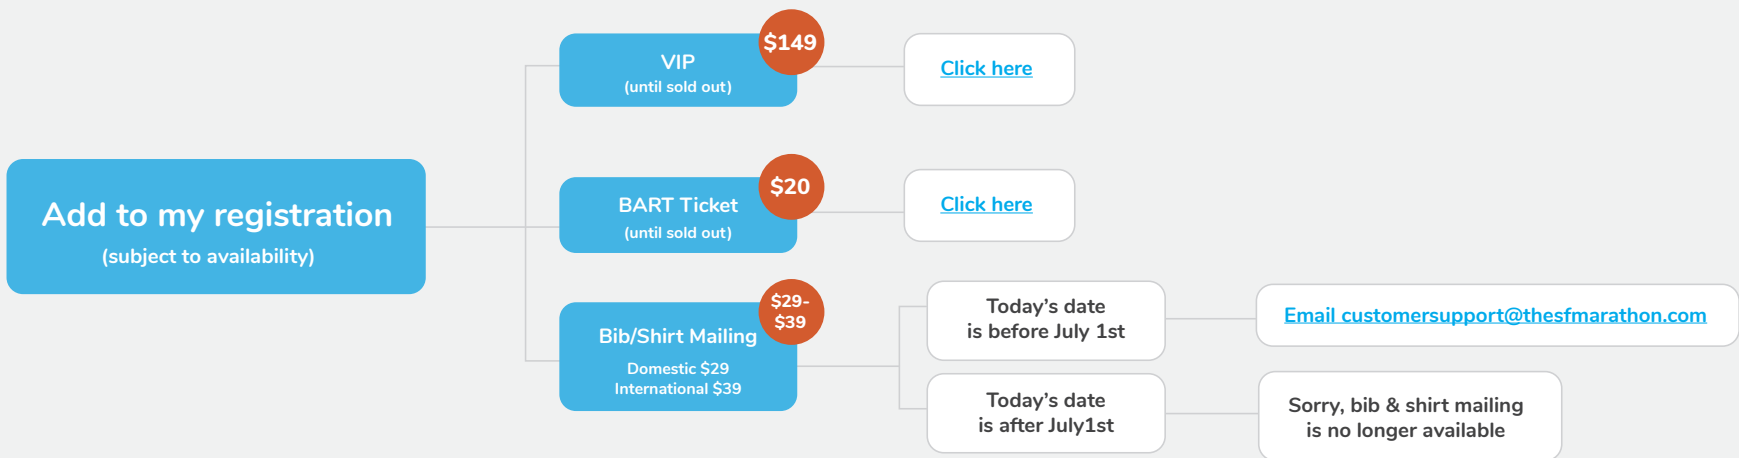 Add to my registration
(subject to availability)
VIP
(until sold out)
$149
Click here
BART Ticket
(until sold out)
$20
Click here
Bib/Shirt Mailing
Domestic $29
International $39
$29-
$39
Today's date
is before July 1st
Email customersupport@thesfmarathon.com
Today's date
is after July1st
Sorry, bib & shirt mailing
is no longer available